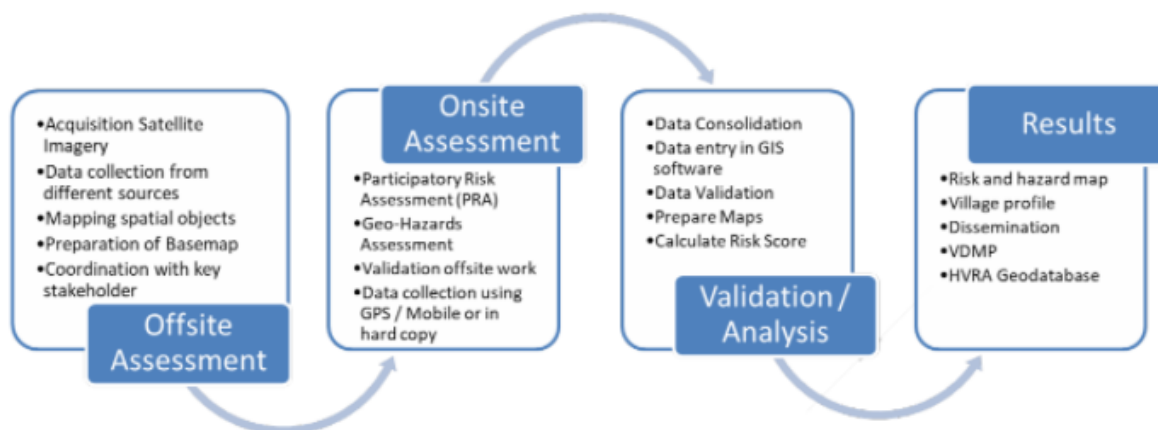 •Acquisition Satellite
Imagery
•Data collection from
different sources
•Mapping spatial objects
•Preparation of Basemap
•Coordination with key
stakeholder
Offsite
Assessment
Onsite
Assessment
•Participatory Risk
Assessment (PRA)
•Geo-Hazards
Assessment
•Validation offsite work
•Data collection using
GPS / Mobile or in
hard copy
•Data Consolidation
•Data entry in GIS
software
•Data Validation
•Prepare Maps
•Calculate Risk Score
Validation /
Analysis
Results
•Risk and hazard map
•Village profile
•Dissemination
•VDMP
•HVRA Geodatabase